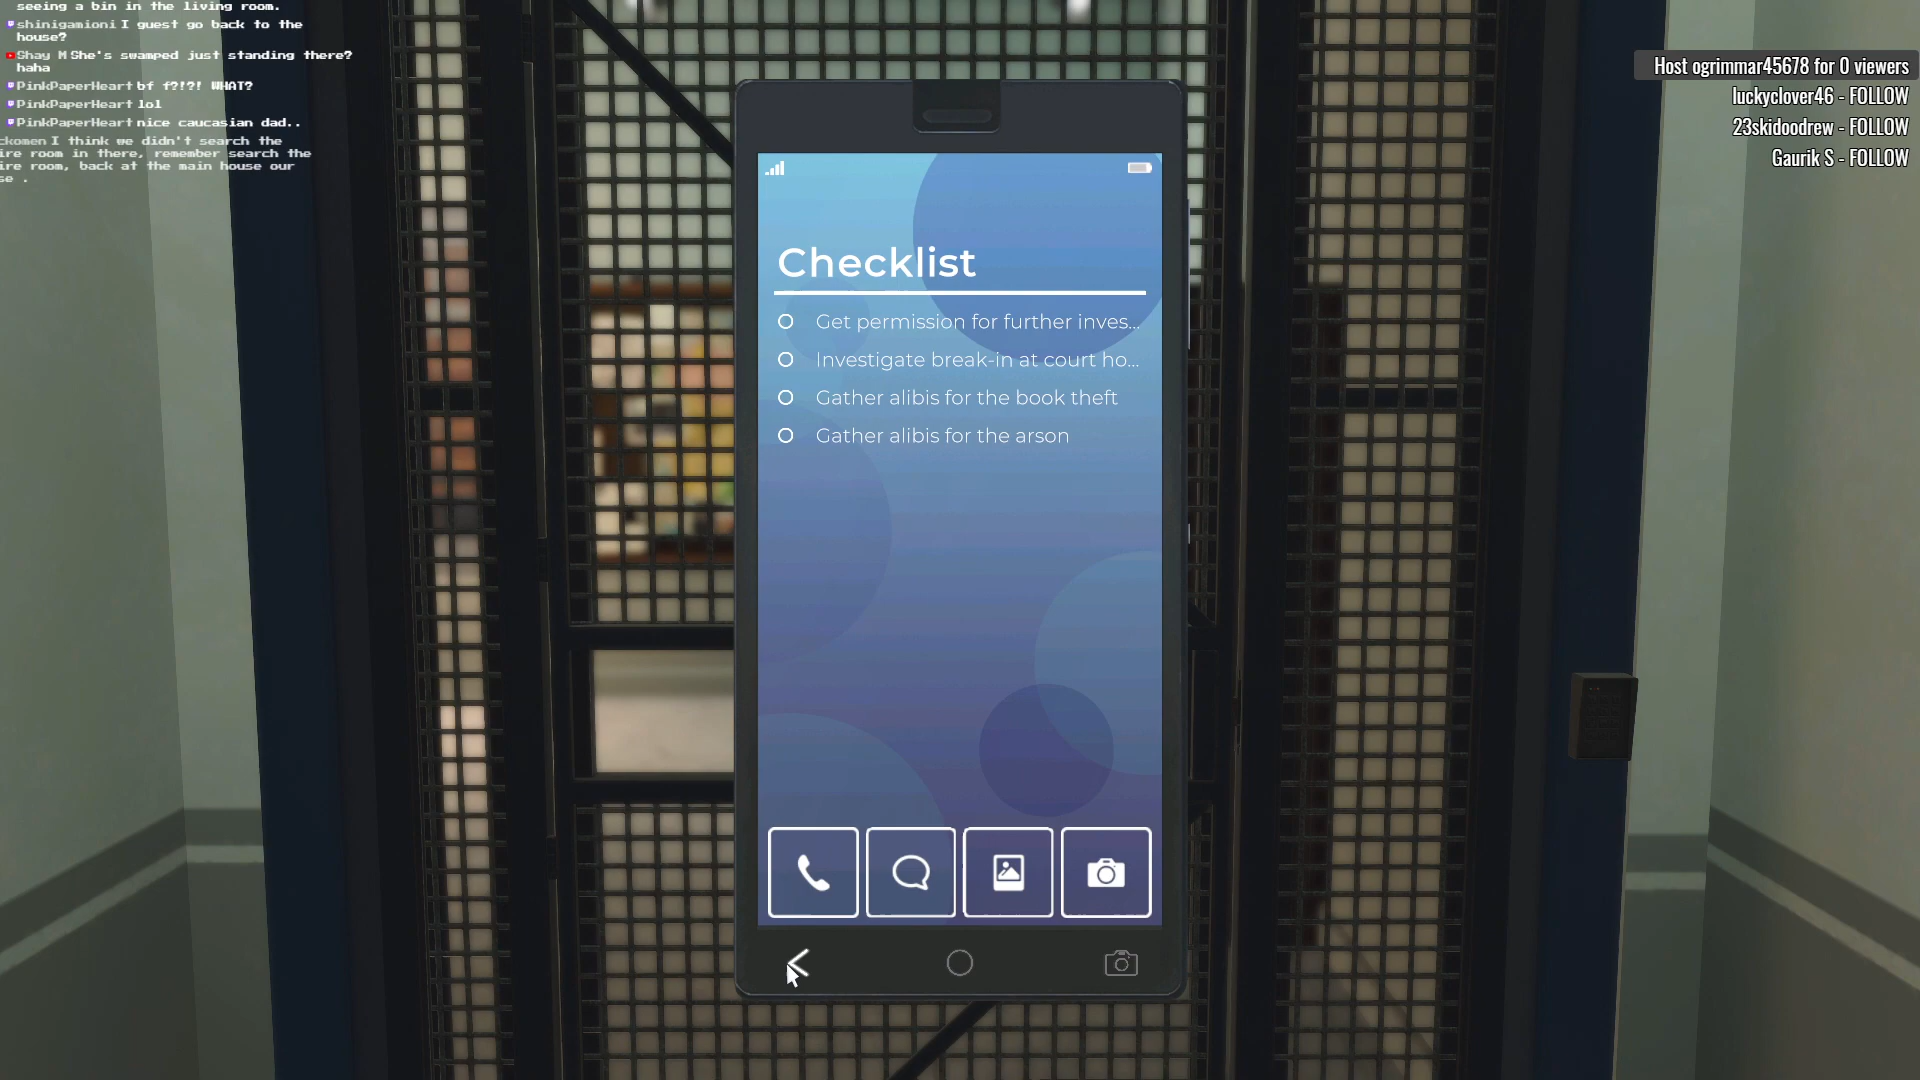 seeing a bin in the living room.
shinigamioni I guest go back to the
house?
Shay M She's swamped just standing there?
haha
PinkPaperHeart bf f?!?! WHAT?
PinkPaperHeart lol
PinkPaperHeart nice caucasian dad..
ckomen I think we didn't search the
ire room in there, remember search the
ire room, back at the main house our
se .
Host ogrimmar45678 for 0 viewers
luckyclover46 - FOLLOW
23skidoodrew - FOLLOW
Gaurik S - FOLLOW
Checklist
Get permission for further inves...
Investigate break-in at court ho...
Gather alibis for the book theft
Gather alibis for the arson